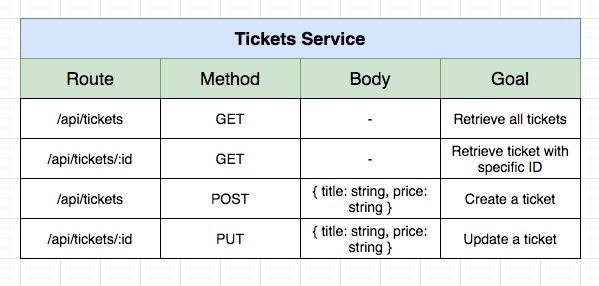 Tickets Service
Route Method Body Goal
/api/tickets GET - Retrieve all tickets
/api/tickets/:id GET - Retrieve ticket with
specific ID
/api/tickets POST { title: string, price:
string } Create a ticket
/api/tickets/:id PUT { title: string, price:
string } Update a ticket